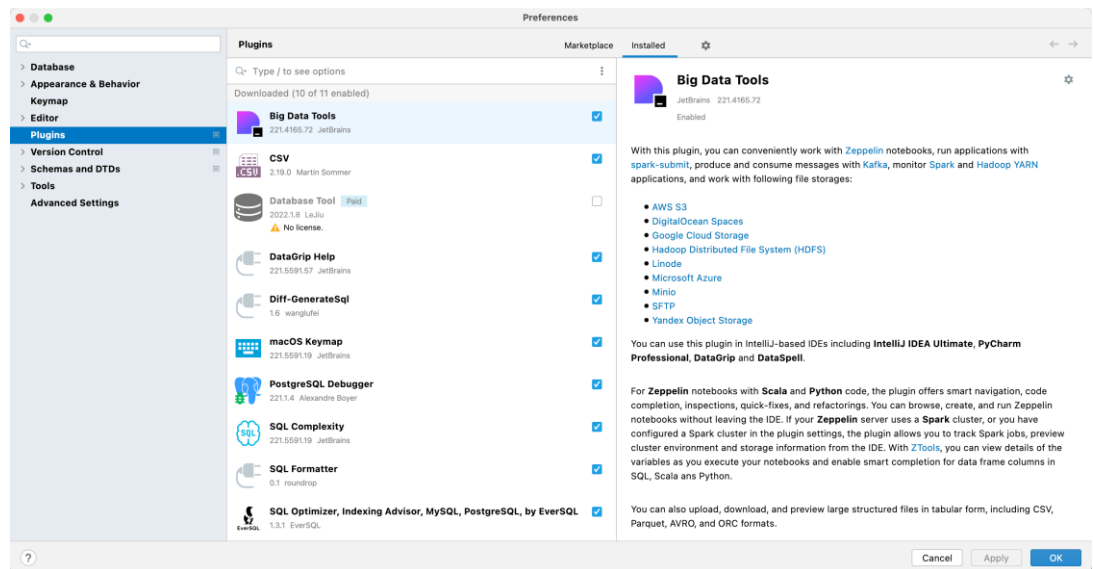 Preferences
Plugins
Marketplace
Installed
Database
Appearance & Behavior
Keymap
Editor
Plugins
Version Control
Schemas and DTDs
Tools
Advanced Settings
Type / to see options
Downloaded (10 of 11 enabled)
Big Data Tools
221.4165.72 JetBrains
.CSV
CSV
2.19.0 Martin Sommer
Database Tool Paid
2022.1.8 LeJiu
No license.
DataGrip Help
221.5591.57 JetBrains
Diff-GenerateSql
1.6 wanglufei
macOS Keymap
221.5591.19 JetBrains
PostgreSQL Debugger
221.1.4 Alexandre Boyer
SQL
SQL Complexity
221.5591.19 JetBrains
SQL Formatter
0.1 roundrop
EverSQL
SQL Optimizer, Indexing Advisor, MySQL, PostgreSQL, by EverSQL
1.3.1 EverSQL
Big Data Tools
JetBrains 221.4165.72
Enabled
With this plugin, you can conveniently work with Zeppelin notebooks, run applications with
spark-submit, produce and consume messages with Kafka, monitor Spark and Hadoop YARN
applications, and work with following file storages:
• AWS S3
• DigitalOcean Spaces
• Google Cloud Storage
• Hadoop Distributed File System (HDFS)
• Linode
• Microsoft Azure
• Minio
• SFTP
• Yandex Object Storage
You can use this plugin in IntelliJ-based IDEs including IntelliJ IDEA Ultimate, PyCharm
Professional, DataGrip and DataSpell.
For Zeppelin notebooks with Scala and Python code, the plugin offers smart navigation, code
completion, inspections, quick-fixes, and refactorings. You can browse, create, and run Zeppelin
notebooks without leaving the IDE. If your Zeppelin server uses a Spark cluster, or you have
configured a Spark cluster in the plugin settings, the plugin allows you to track Spark jobs, preview
cluster environment and storage information from the IDE. With ZTools, you can view details of the
variables as you execute your notebooks and enable smart completion for data frame columns in
SQL, Scala ans Python.
You can also upload, download, and preview large structured files in tabular form, including CSV,
Parquet, AVRO, and ORC formats.
?
Cancel
Apply
OK